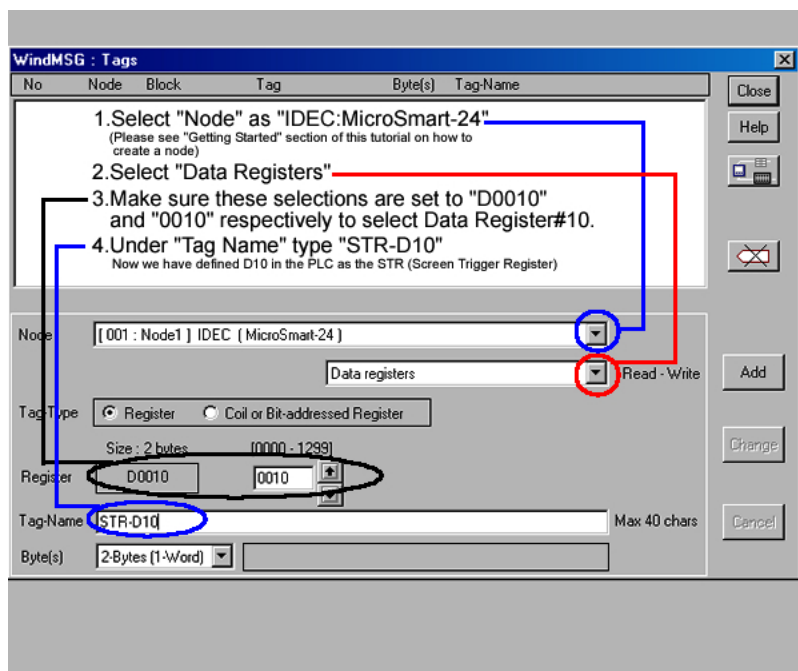 WindMSG : Tags
No Node Block Tag Byte(s) Tag-Name
Close
Help
1.Select "Node" as "IDEC:MicroSmart-24"
(Please see "Getting Started" section of this tutorial on how to
create a node)
2.Select "Data Registers"
3.Make sure these selections are set to "D0010"
and "0010" respectively to select Data Register#10.
4.Under "Tag Name" type "STR-D10"
Now we have defined D10 in the PLC as the STR (Screen Trigger Register)
Node [ 001 : Node1 ] IDEC ( MicroSmart-24 )
Data registers Read - Write
Add
Tag-Type Register Coil or Bit-addressed Register
Size : 2 bytes [0000 - 1299]
Change
Register D0010 0010
Tag-Name STR-D10 Max 40 chars
Cancel
Byte(s) 2-Bytes (1-Word)